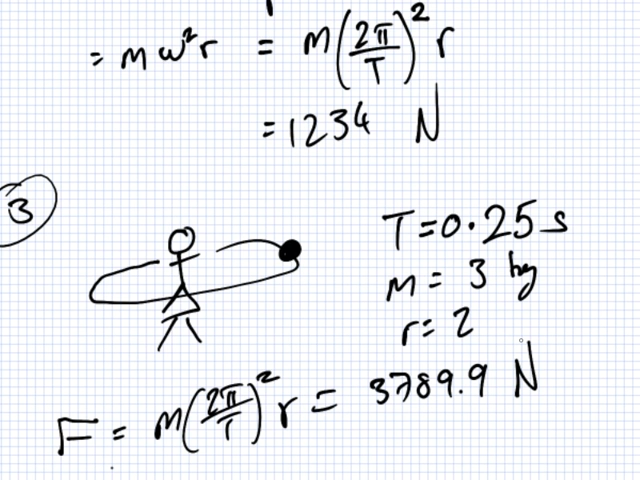 = mω²r = m(2π/T)² r
= 1234 N
3
T = 0.25 s
m = 3 kg
r = 2
F = m(2π/T)² r = 3789.9 N